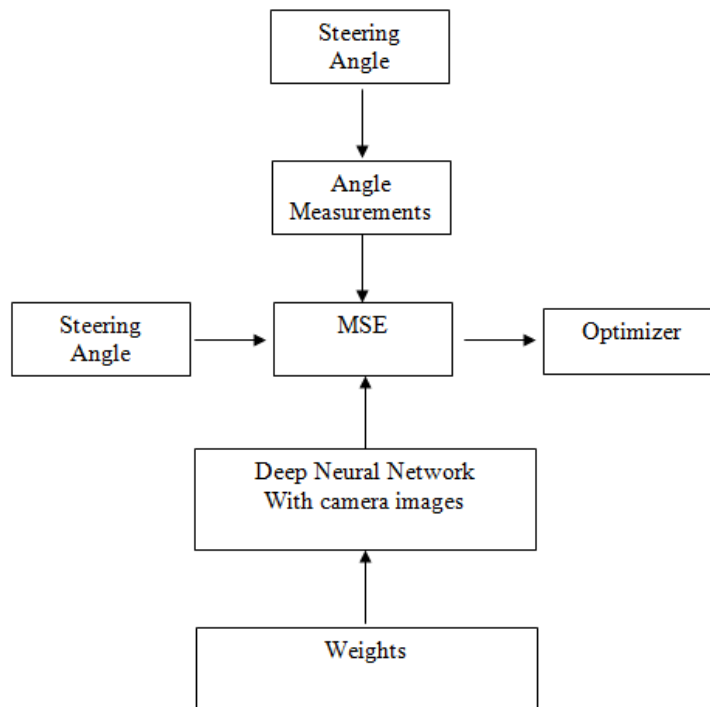 Steering
Angle
Angle
Measurements
Steering
Angle
MSE
Optimizer
Deep Neural Network
With camera images
Weights